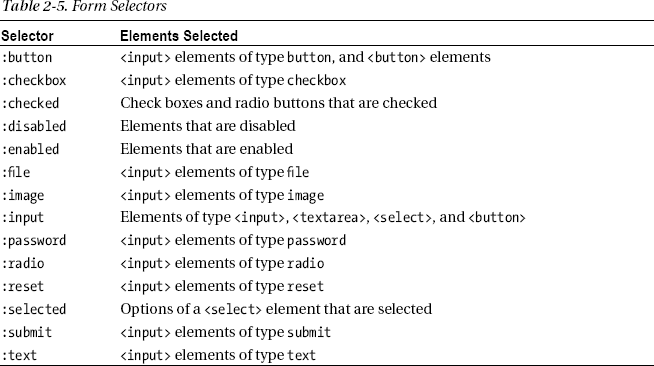 Table 2-5. Form Selectors
Selector Elements Selected
:button <input> elements of type button, and <button> elements
:checkbox <input> elements of type checkbox
:checked Check boxes and radio buttons that are checked
:disabled Elements that are disabled
:enabled Elements that are enabled
:file <input> elements of type file
:image <input> elements of type image
:input Elements of type <input>, <textarea>, <select>, and <button>
:password <input> elements of type password
:radio <input> elements of type radio
:reset <input> elements of type reset
:selected Options of a <select> element that are selected
:submit <input> elements of type submit
:text <input> elements of type text